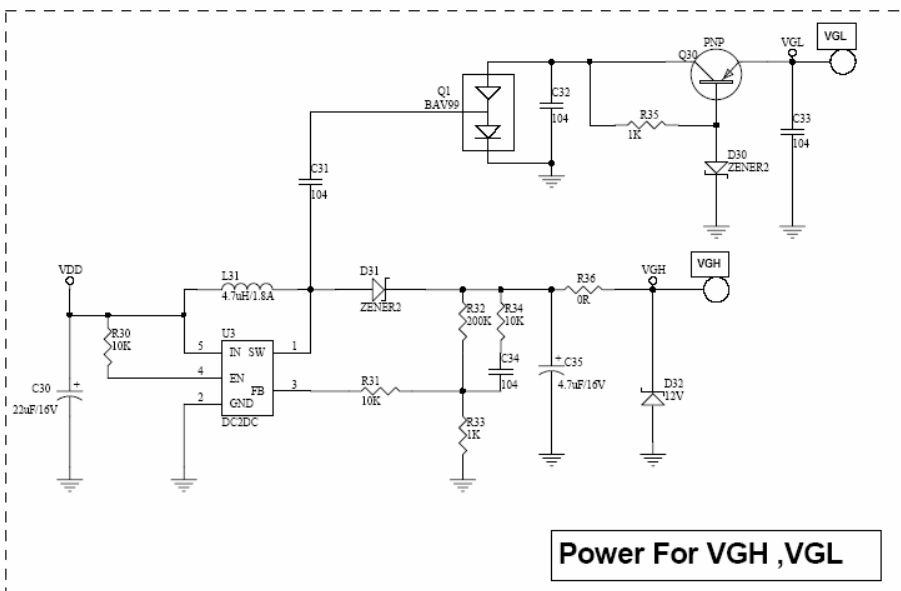 VGL
PNP
VGL
Q30
Q1
BAV99
C32
104
R35
1K
C33
104
D30
ZENER2
C31
104
VDD
L31
4.7uH/1.8A
D31
ZENER2
VGH
VGH
R36
0R
R32
200K
R34
10K
R30
10K
U3
5
IN
SW
1
4
EN
FB
3
2
GND
DC2DC
R31
10K
C34
104
C35
4.7uF/16V
+
C30
22uF/16V
+
D32
12V
R33
1K
Power For VGH ,VGL